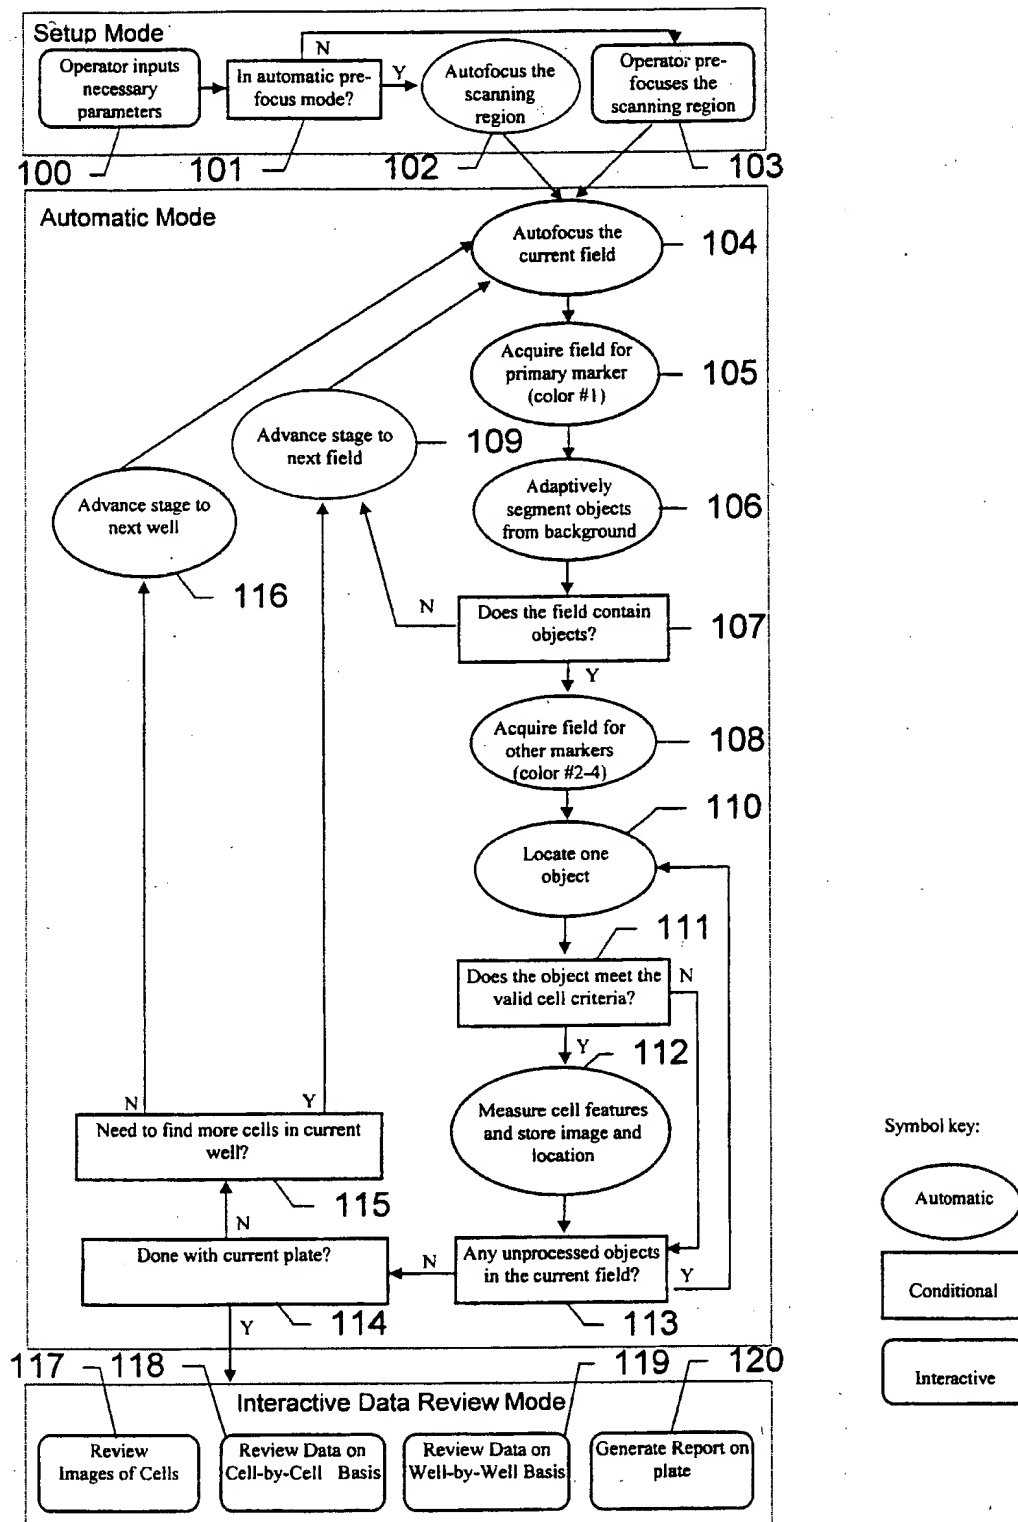 Setup Mode
Operator inputs
necessary
parameters
In automatic pre-
focus mode?
N
Y
Autofocus the
scanning
region
Operator pre-
focuses the
scanning region
100
101
102
103
Automatic Mode
Autofocus the
current field
104
Acquire field for
primary marker
(color #1)
105
Advance stage to
next field
109
Adaptively
segment objects
from background
106
Advance stage to
next well
116
N
Does the field contain
objects?
107
Y
Acquire field for
other markers
(color #2-4)
108
110
Locate one
object
111
Does the object meet the
valid cell criteria?
N
Y
112
Measure cell features
and store image and
location
N
Y
Need to find more cells in current
well?
115
N
Done with current plate?
N
Any unprocessed objects
in the current field?
Y
114
113
Y
Symbol key:
Automatic
Conditional
Interactive
117
118
119
120
Interactive Data Review Mode
Review
Images of Cells
Review Data on
Cell-by-Cell Basis
Review Data on
Well-by-Well Basis
Generate Report on
plate